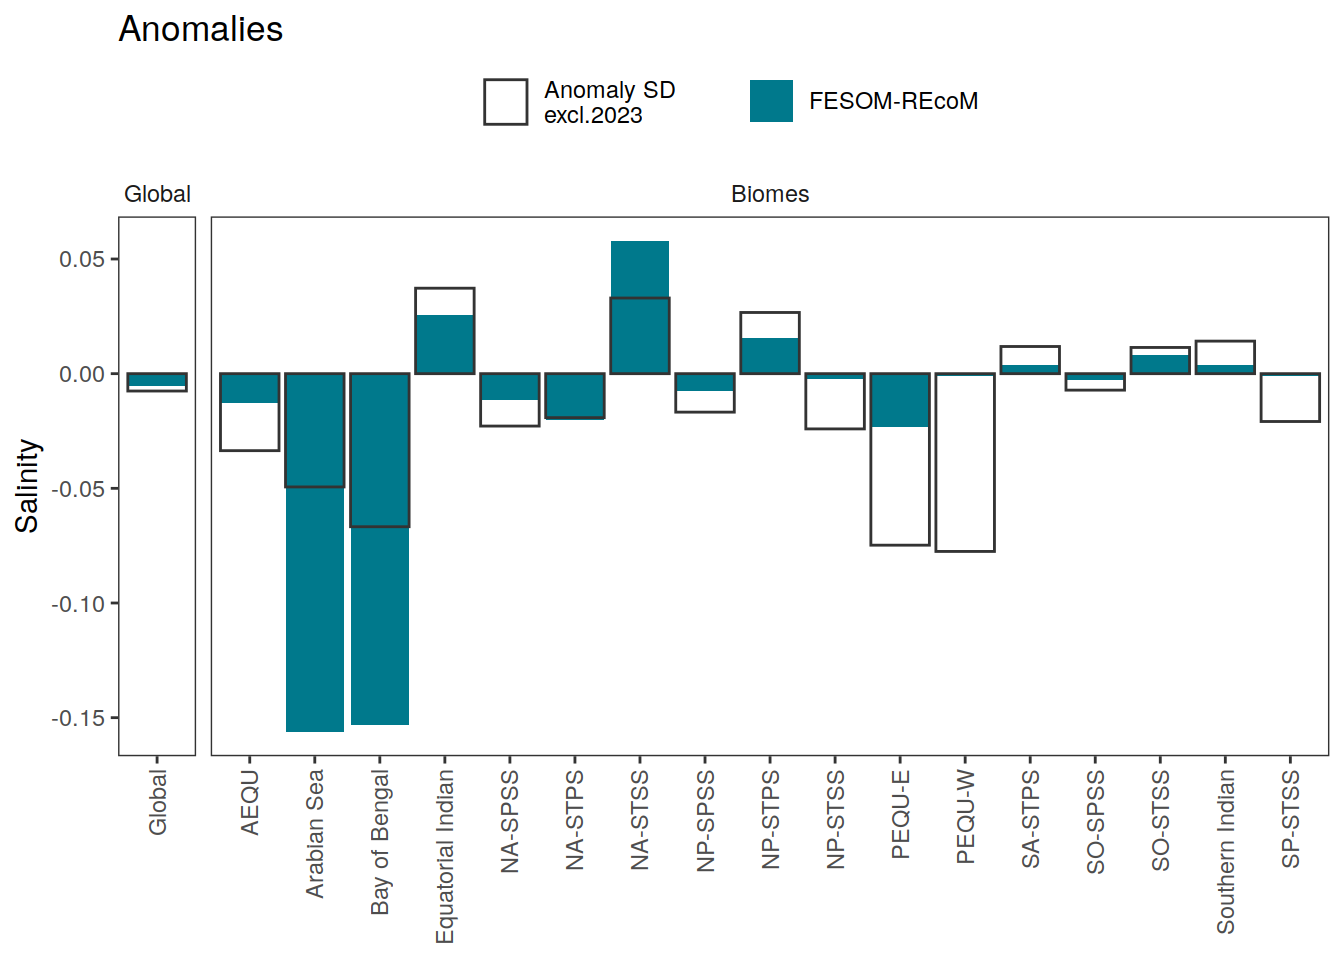 Anomalies
Anomaly SD
excl.2023
FESOM-REcoM
Global
Biomes
Salinity
0.05
0.00
-0.05
-0.10
-0.15
Global
AEQU
Arabian Sea
Bay of Bengal
Equatorial Indian
NA-SPSS
NA-STPS
NA-STSS
NP-SPSS
NP-STPS
NP-STSS
PEQU-E
PEQU-W
SA-STPS
SO-SPSS
SO-STSS
Southern Indian
SP-STSS